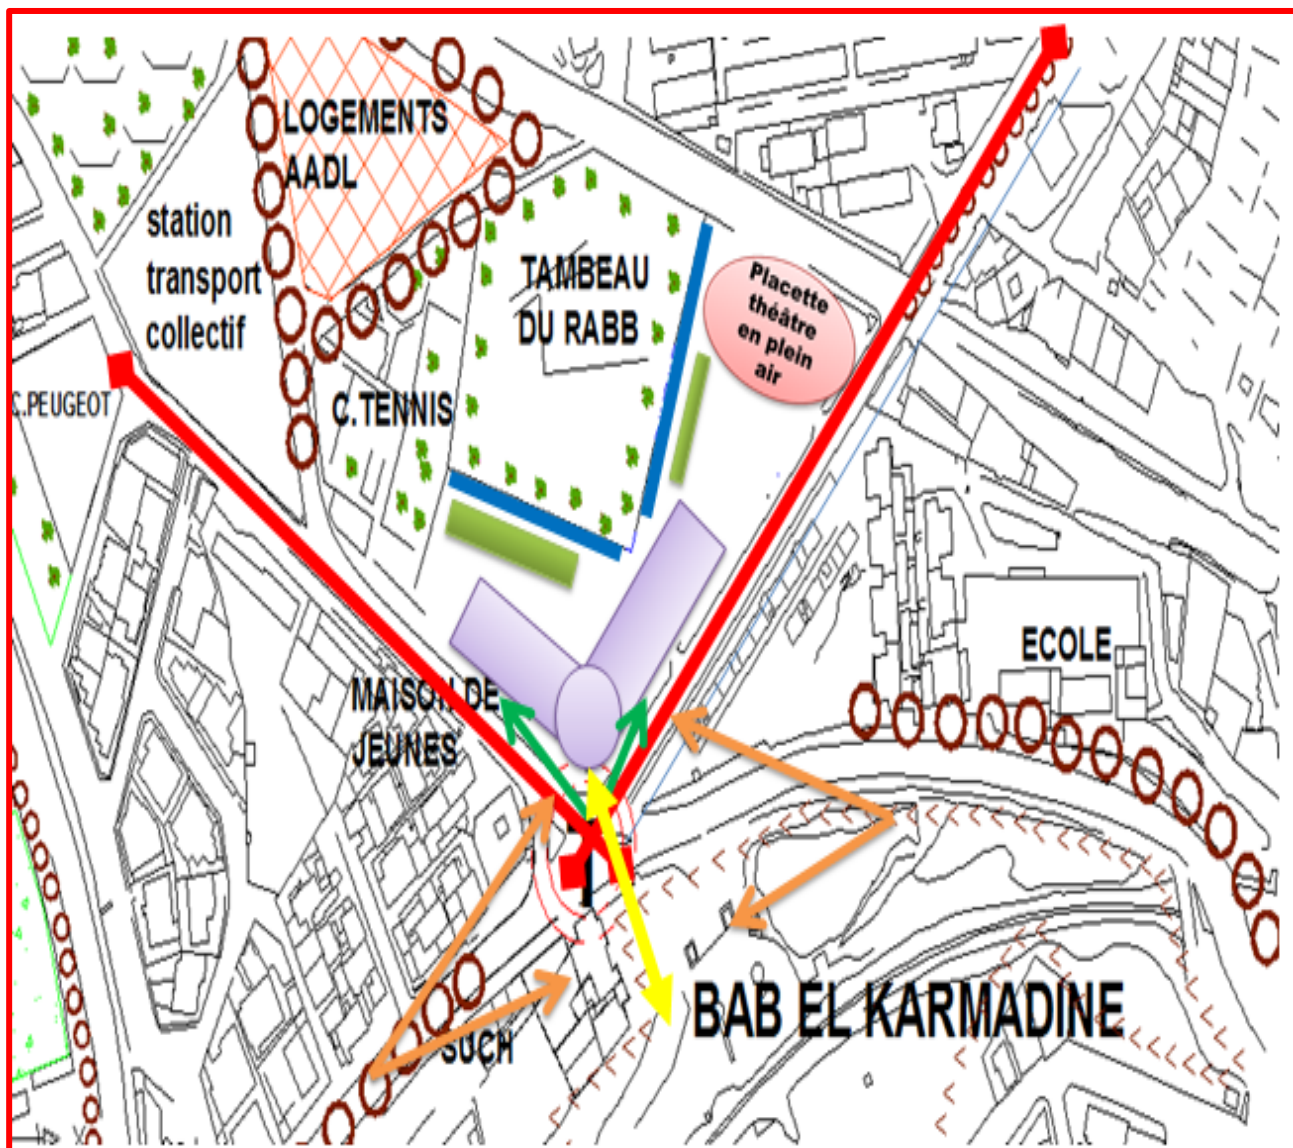 LOGEMENTS
AADL
station
transport
collectif
TAMBEAU
DU RABB
Placette
théâtre
en plein
air
C.PEUGEOT
C.TENNIS
ECOLE
MAISON DE
JEUNES
BAB EL KARMADINE
SUCH